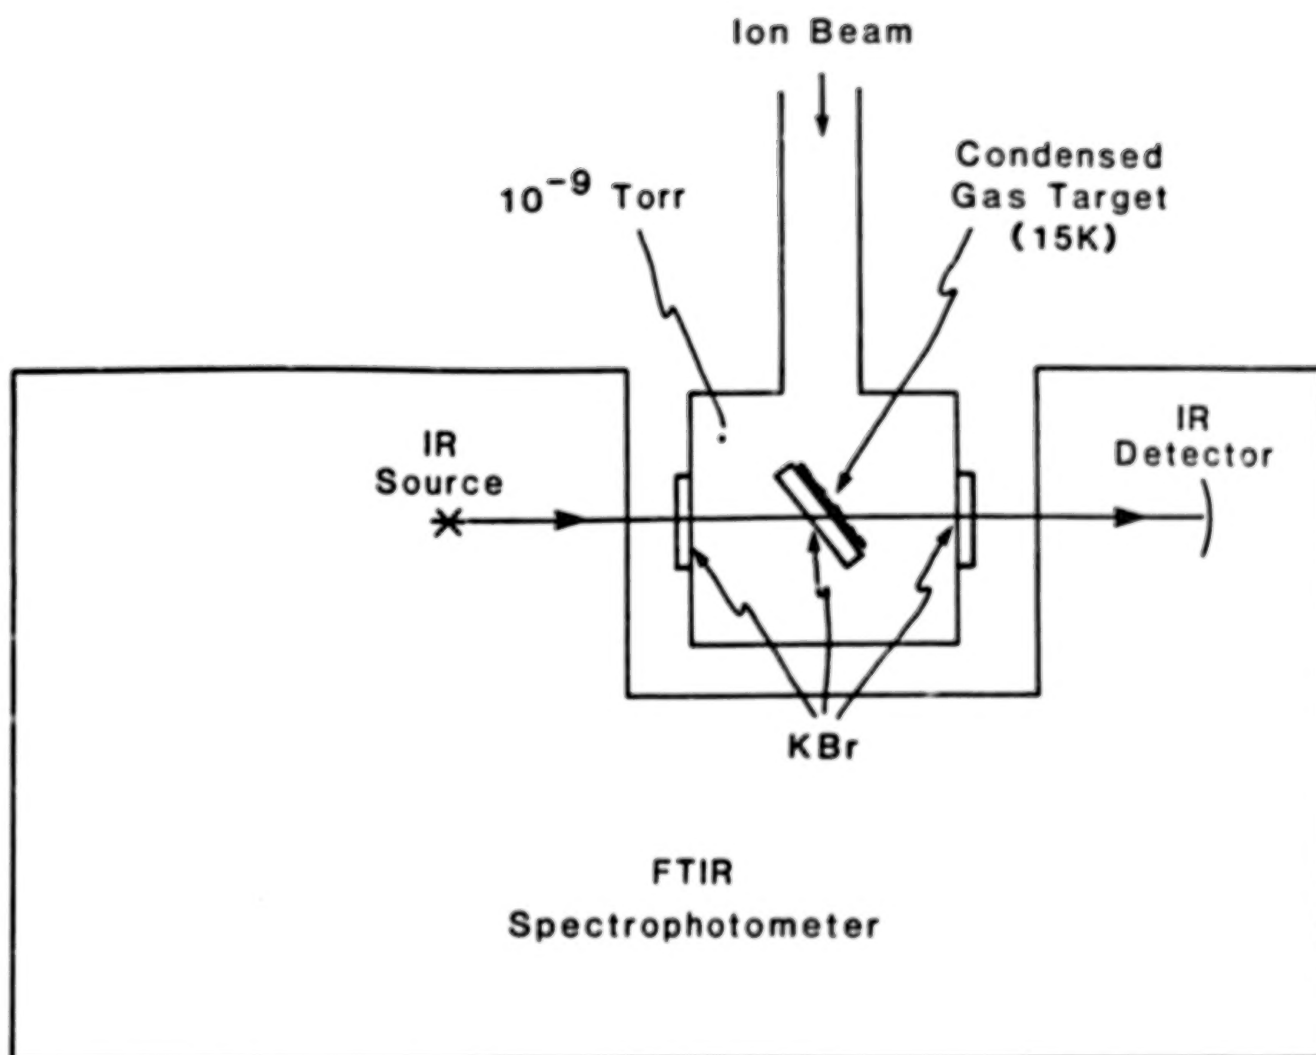 Ion Beam
10⁻⁹ Torr
Condensed
Gas Target
(15K)
IR
Source
IR
Detector
KBr
FTIR
Spectrophotometer